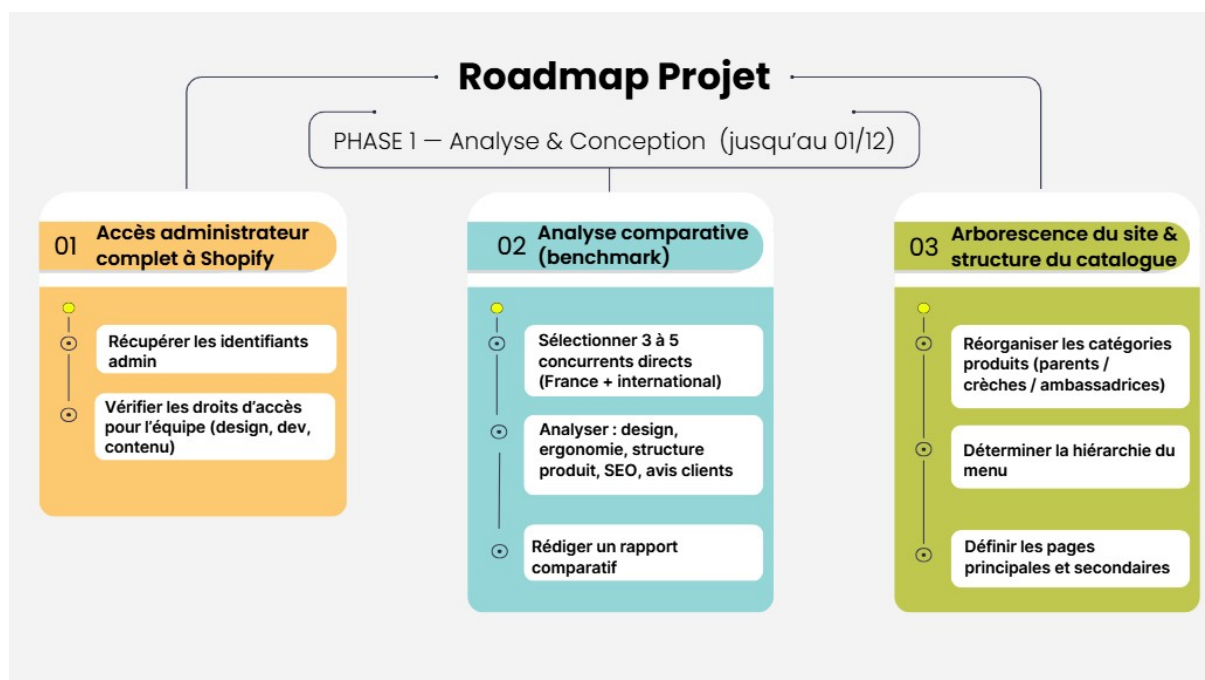 Roadmap Projet
PHASE 1 — Analyse & Conception (jusqu’au 01/12)
01
Accès administrateur
complet à Shopify
Récupérer les identifiants
admin
Vérifier les droits d’accès
pour l’équipe (design, dev,
contenu)
02
Analyse comparative
(benchmark)
Sélectionner 3 à 5
concurrents directs
(France + international)
Analyser : design,
ergonomie, structure
produit, SEO, avis clients
Rédiger un rapport
comparatif
03
Arborescence du site &
structure du catalogue
Réorganiser les catégories
produits (parents /
crèches / ambassadrices)
Déterminer la hiérarchie du
menu
Définir les pages
principales et secondaires